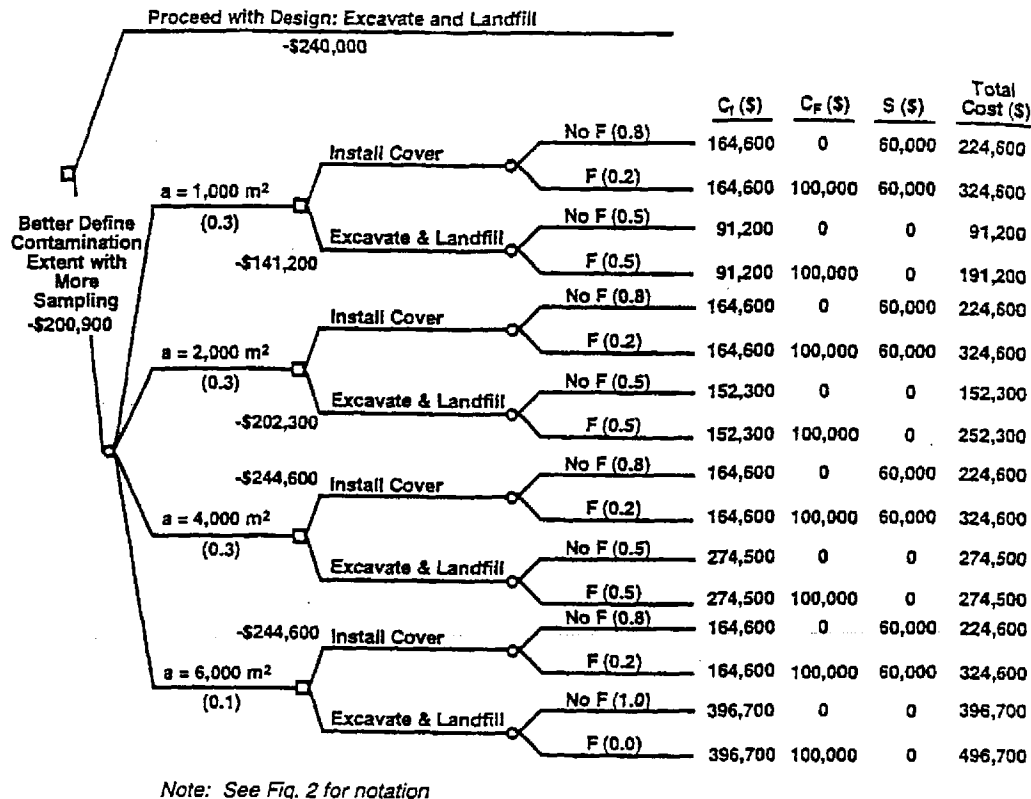 Proceed with Design: Excavate and Landfill
-$240,000
C₁ ($) C_F ($) S ($) Total Cost ($)
Better Define
Contamination
Extent with
More
Sampling
-$200,900
a = 1,000 m²
(0.3)
Install Cover
No F (0.8) 164,600 0 60,000 224,600
F (0.2) 164,600 100,000 60,000 324,600
Excavate & Landfill
-$141,200
No F (0.5) 91,200 0 0 91,200
F (0.5) 91,200 100,000 0 191,200
a = 2,000 m²
(0.3)
Install Cover
No F (0.8) 164,600 0 60,000 224,600
F (0.2) 164,600 100,000 60,000 324,600
Excavate & Landfill
-$202,300
No F (0.5) 152,300 0 0 152,300
F (0.5) 152,300 100,000 0 252,300
a = 4,000 m²
(0.3)
-$244,600 Install Cover
No F (0.8) 164,600 0 60,000 224,600
F (0.2) 164,600 100,000 60,000 324,600
Excavate & Landfill
No F (0.5) 274,500 0 0 274,500
F (0.5) 274,500 100,000 0 274,500
a = 6,000 m²
(0.1)
-$244,600 Install Cover
No F (0.8) 164,600 0 60,000 224,600
F (0.2) 164,600 100,000 60,000 324,600
Excavate & Landfill
No F (1.0) 396,700 0 0 396,700
F (0.0) 396,700 100,000 0 496,700
Note: See Fig. 2 for notation